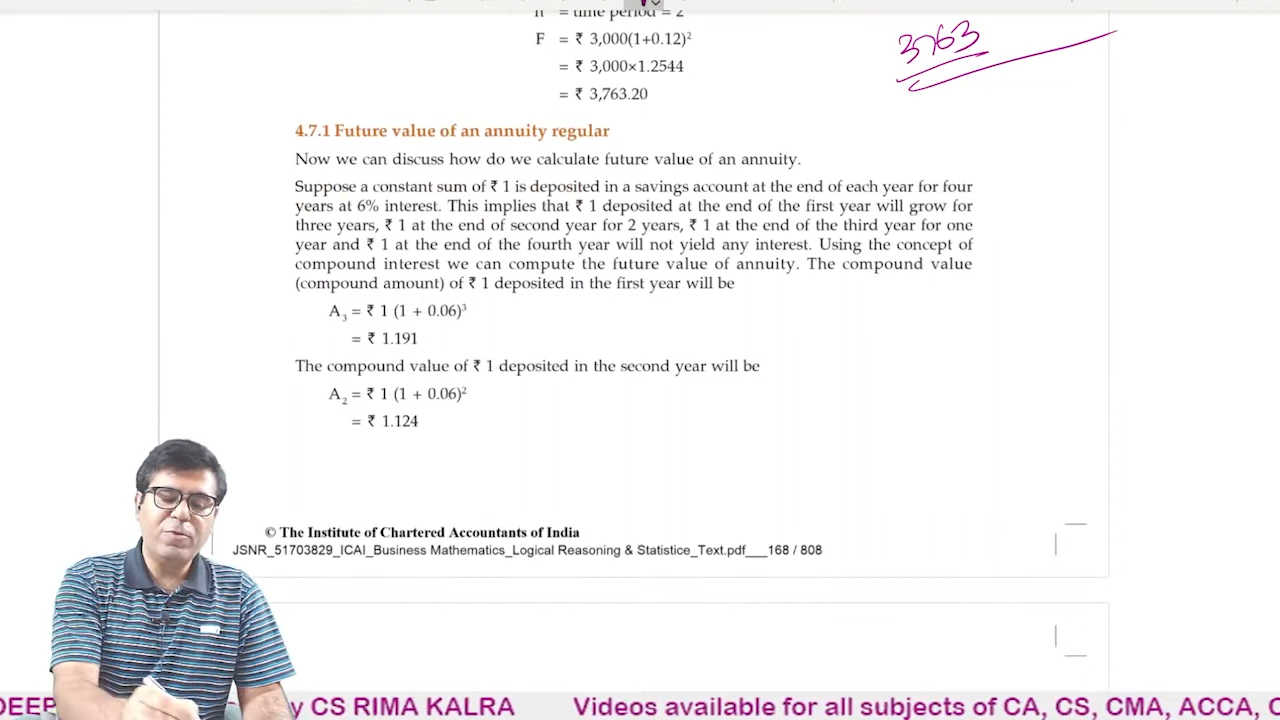 n = time period = 2
3763
F = ₹ 3,000(1+0.12)²
= ₹ 3,000×1.2544
= ₹ 3,763.20
4.7.1 Future value of an annuity regular
Now we can discuss how do we calculate future value of an annuity.
Suppose a constant sum of ₹ 1 is deposited in a savings account at the end of each year for four
years at 6% interest. This implies that ₹ 1 deposited at the end of the first year will grow for
three years, ₹ 1 at the end of second year for 2 years, ₹ 1 at the end of the third year for one
year and ₹ 1 at the end of the fourth year will not yield any interest. Using the concept of
compound interest we can compute the future value of annuity. The compound value
(compound amount) of ₹ 1 deposited in the first year will be
A₃ = ₹ 1 (1 + 0.06)³
= ₹ 1.191
The compound value of ₹ 1 deposited in the second year will be
A₂ = ₹ 1 (1 + 0.06)²
= ₹ 1.124
© The Institute of Chartered Accountants of India
JSNR_51703829_ICAI_Business Mathematics_Logical Reasoning & Statistice_Text.pdf___168 / 808
DEEP y CS RIMA KALRA Videos available for all subjects of CA, CS, CMA, ACCA, C